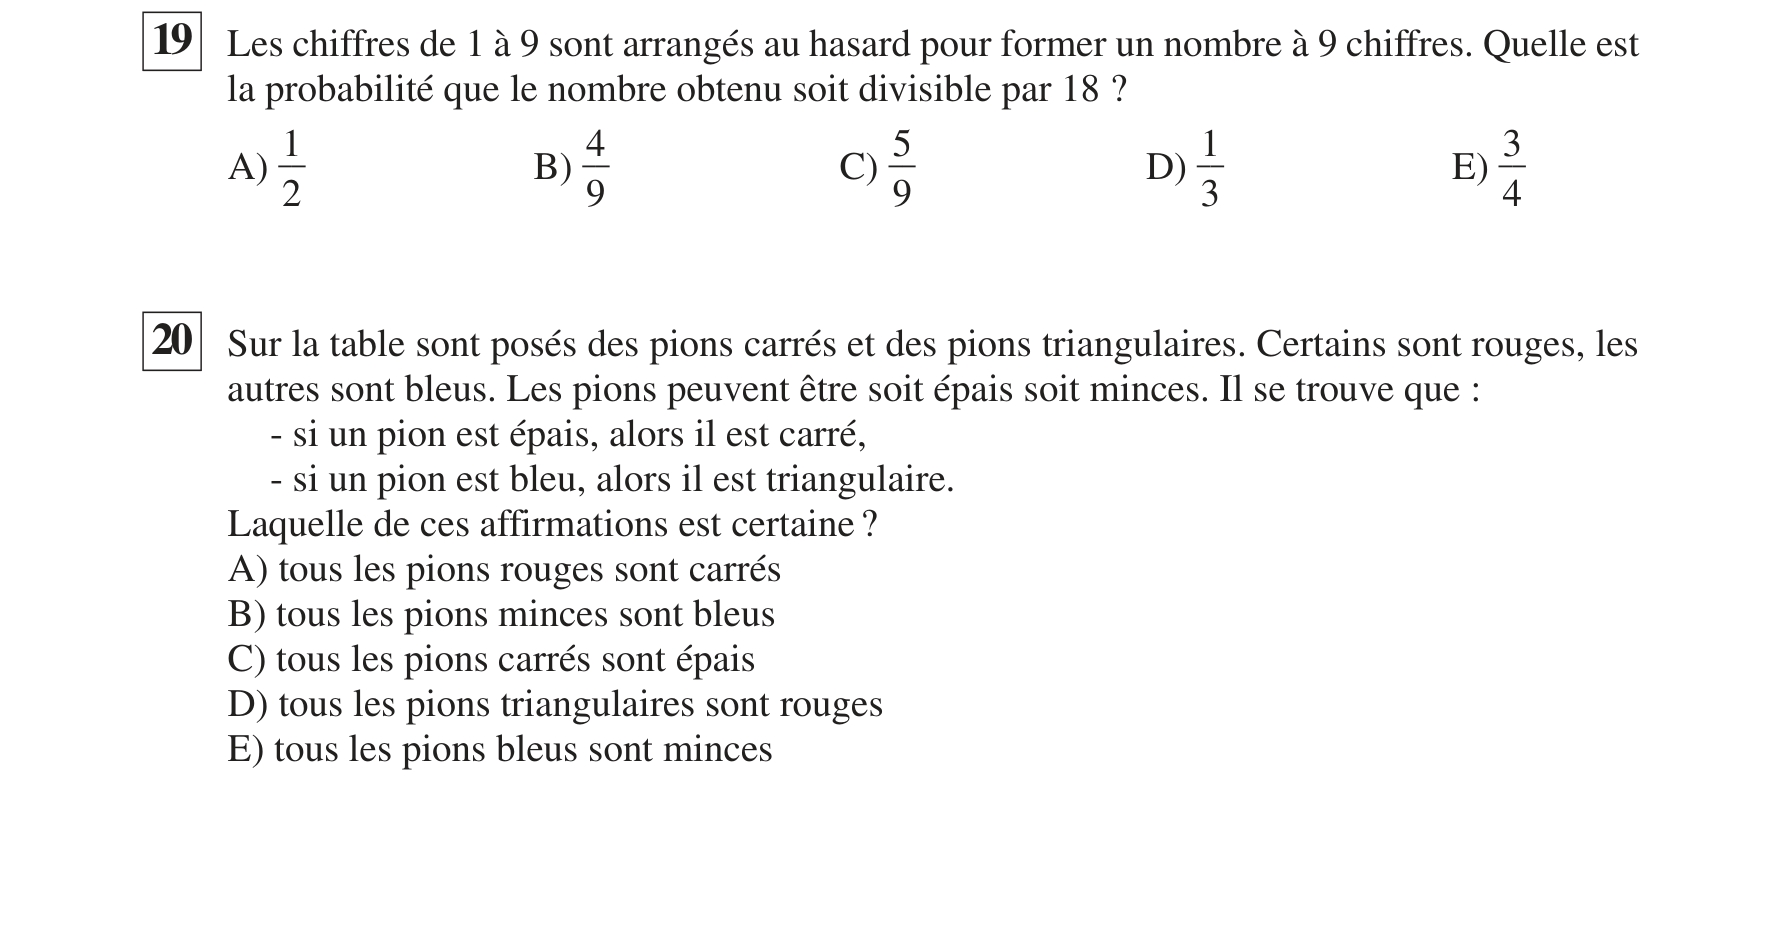 19 Les chiffres de 1 à 9 sont arrangés au hasard pour former un nombre à 9 chiffres. Quelle est
la probabilité que le nombre obtenu soit divisible par 18 ?
A) 1/2 B) 4/9 C) 5/9 D) 1/3 E) 3/4
20 Sur la table sont posés des pions carrés et des pions triangulaires. Certains sont rouges, les
autres sont bleus. Les pions peuvent être soit épais soit minces. Il se trouve que :
- si un pion est épais, alors il est carré,
- si un pion est bleu, alors il est triangulaire.
Laquelle de ces affirmations est certaine ?
A) tous les pions rouges sont carrés
B) tous les pions minces sont bleus
C) tous les pions carrés sont épais
D) tous les pions triangulaires sont rouges
E) tous les pions bleus sont minces